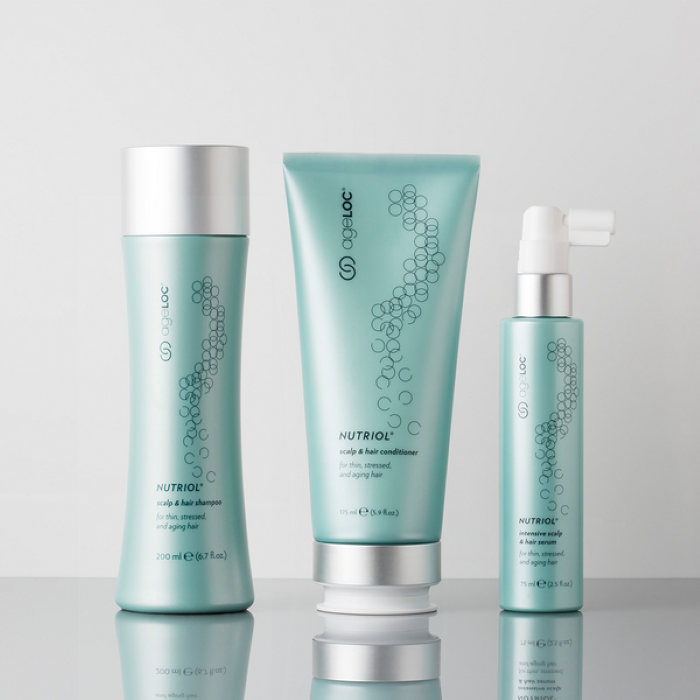 ageLOC®
NUTRIOL®
scalp & hair shampoo
for thin, stressed,
and aging hair
200 ml ℮ (6.7 fl.oz.)
ageLOC®
NUTRIOL®
scalp & hair conditioner
for thin, stressed,
and aging hair
175 ml ℮ (5.9 fl.oz.)
ageLOC®
NUTRIOL®
intensive scalp
& hair serum
for thin, stressed,
and aging hair
75 ml ℮ (2.5 fl.oz.)